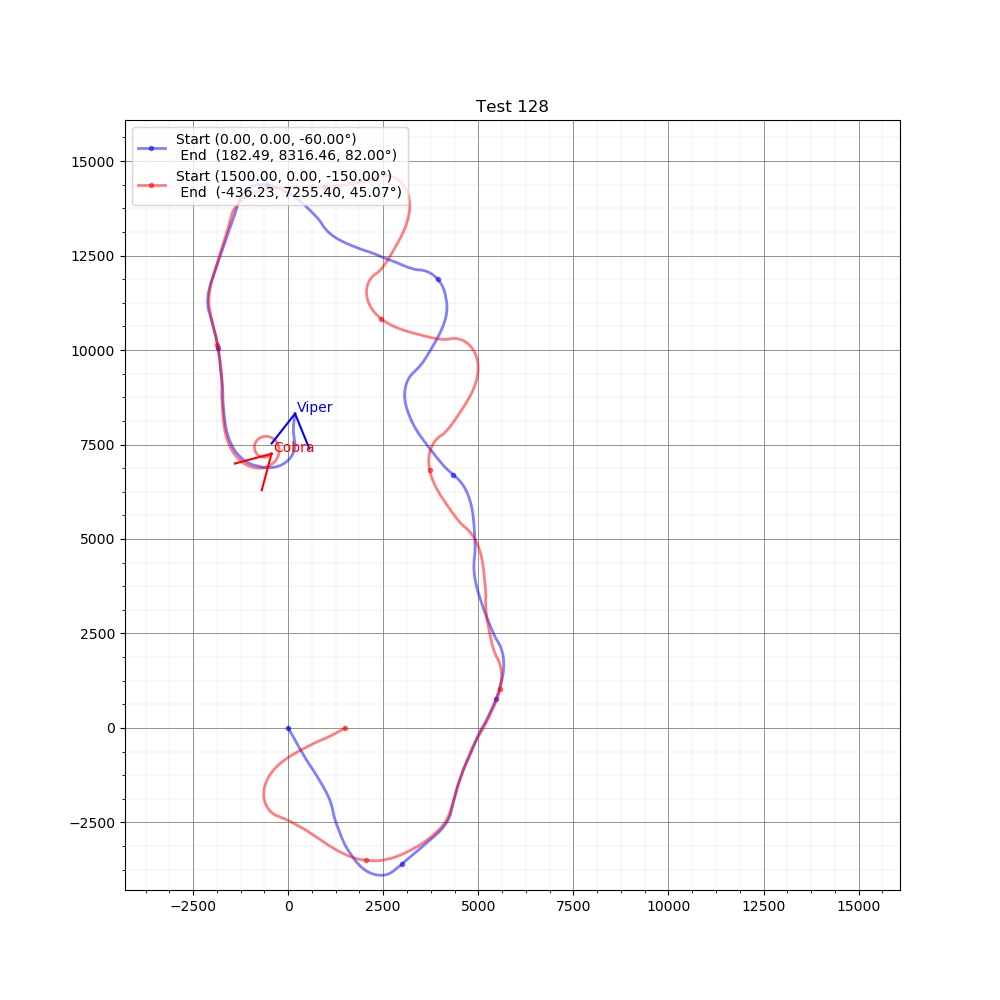 Test 128
Start (0.00, 0.00, -60.00°)
End (182.49, 8316.46, 82.00°)
Start (1500.00, 0.00, -150.00°)
End (-436.23, 7255.40, 45.07°)
15000
12500
10000
7500
5000
2500
0
−2500
Viper
Cobra
−2500 0 2500 5000 7500 10000 12500 15000